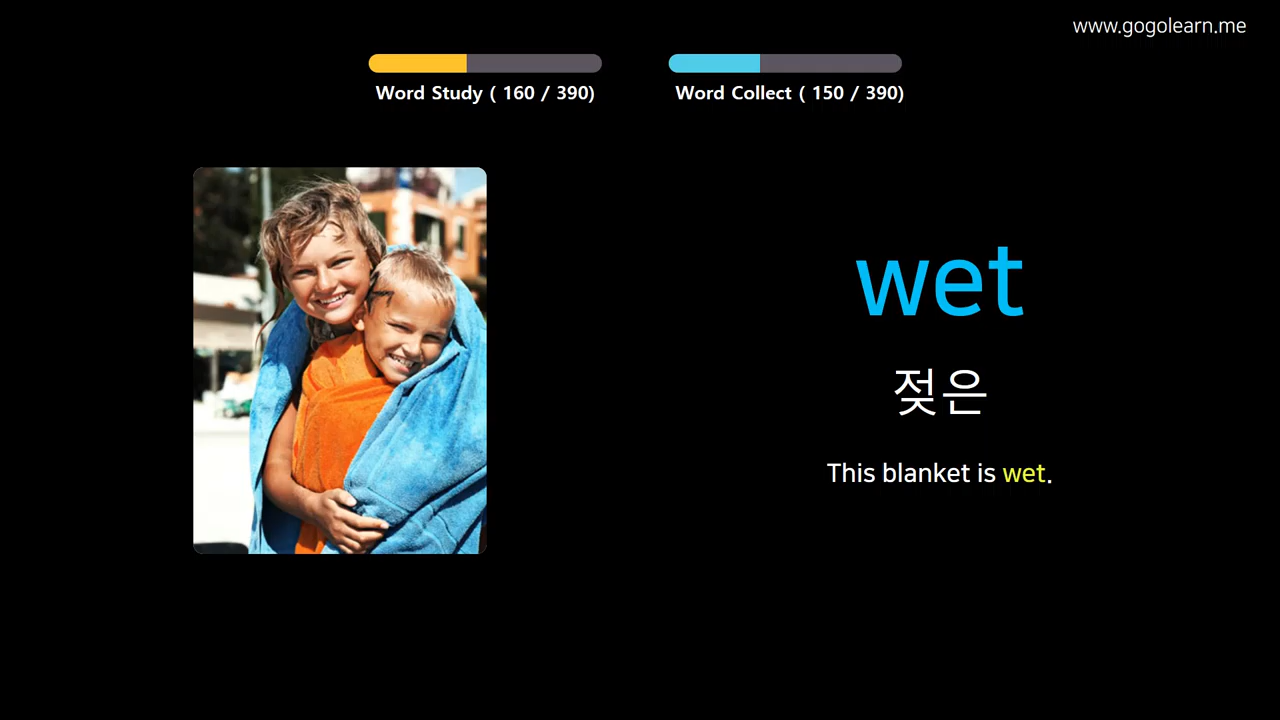 www.gogolearn.me
Word Study ( 160 / 390)
Word Collect ( 150 / 390)
wet
젖은
This blanket is wet.